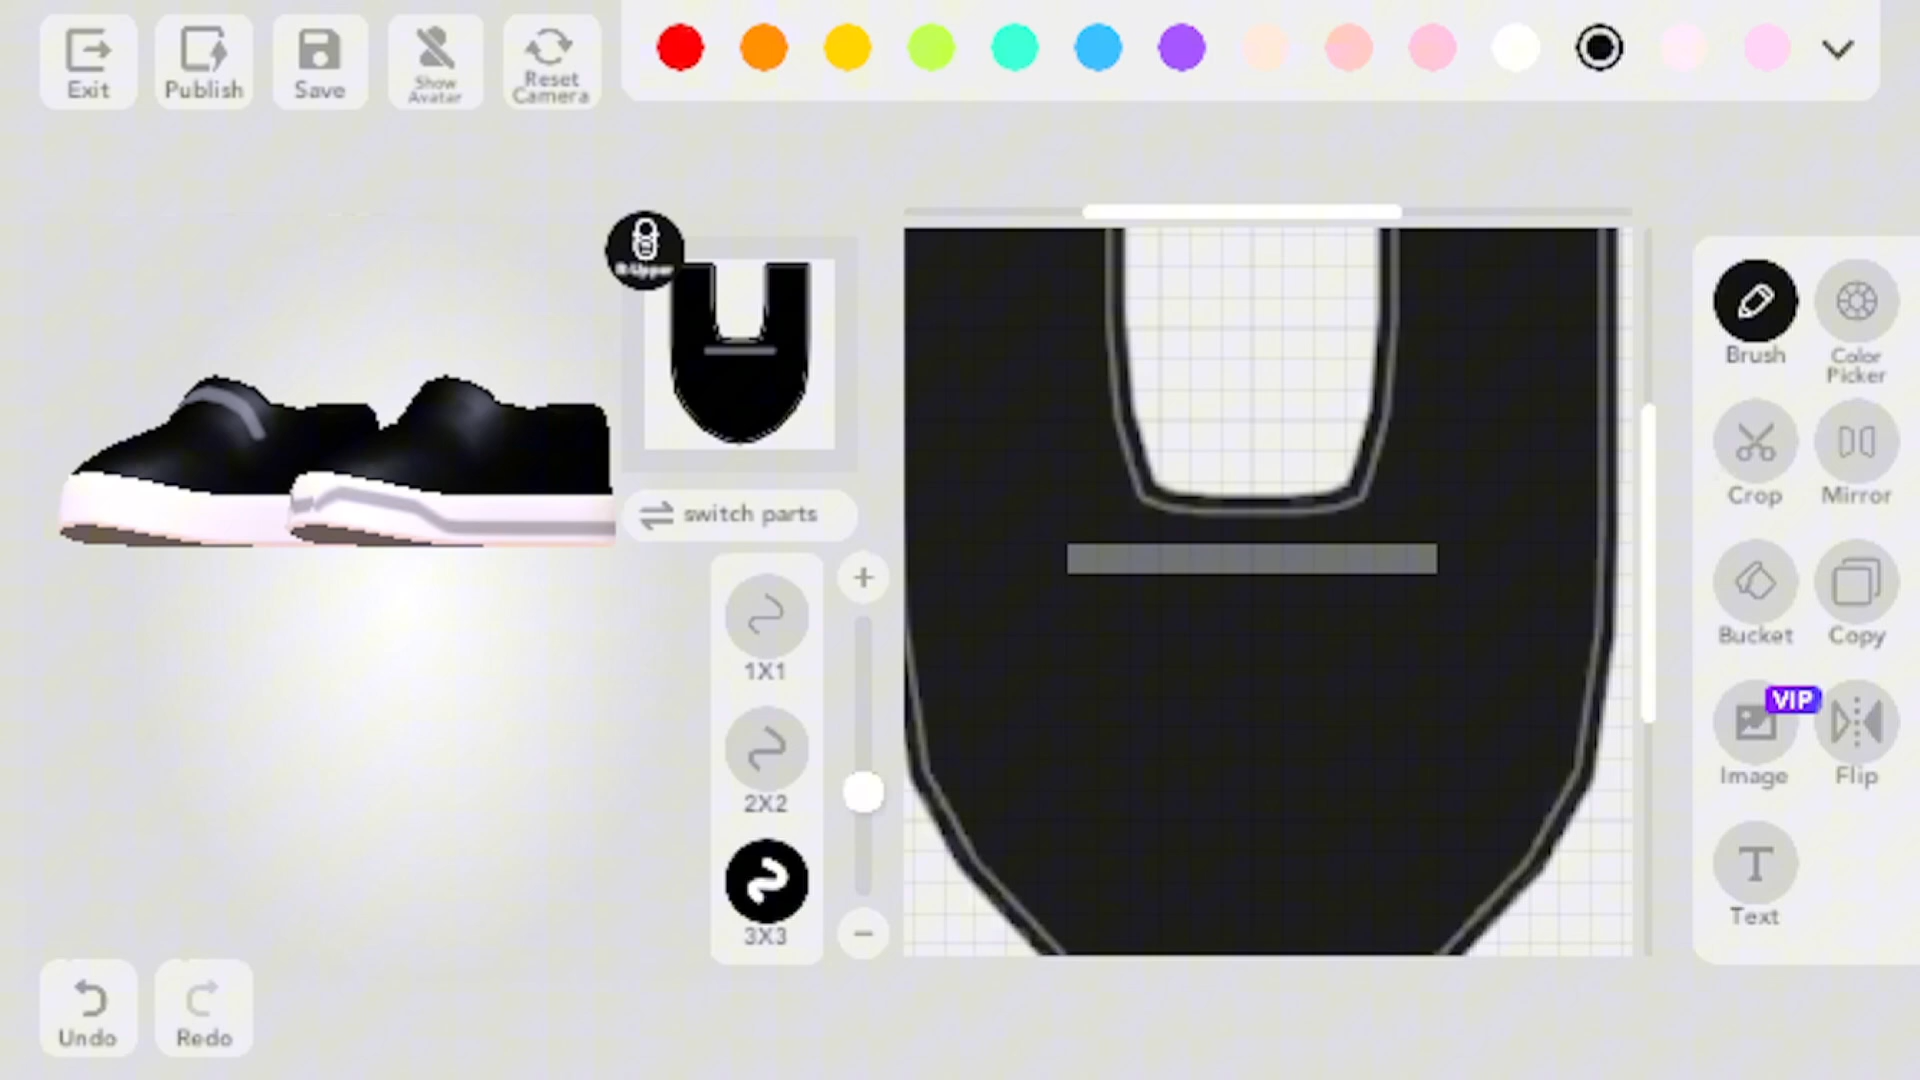 Exit
Publish
Save
Show
Avatar
Reset
Camera
R-Upper
switch parts
1X1
2X2
3X3
Brush
Color
Picker
Crop
Mirror
Bucket
Copy
VIP
Image
Flip
Text
Undo
Redo